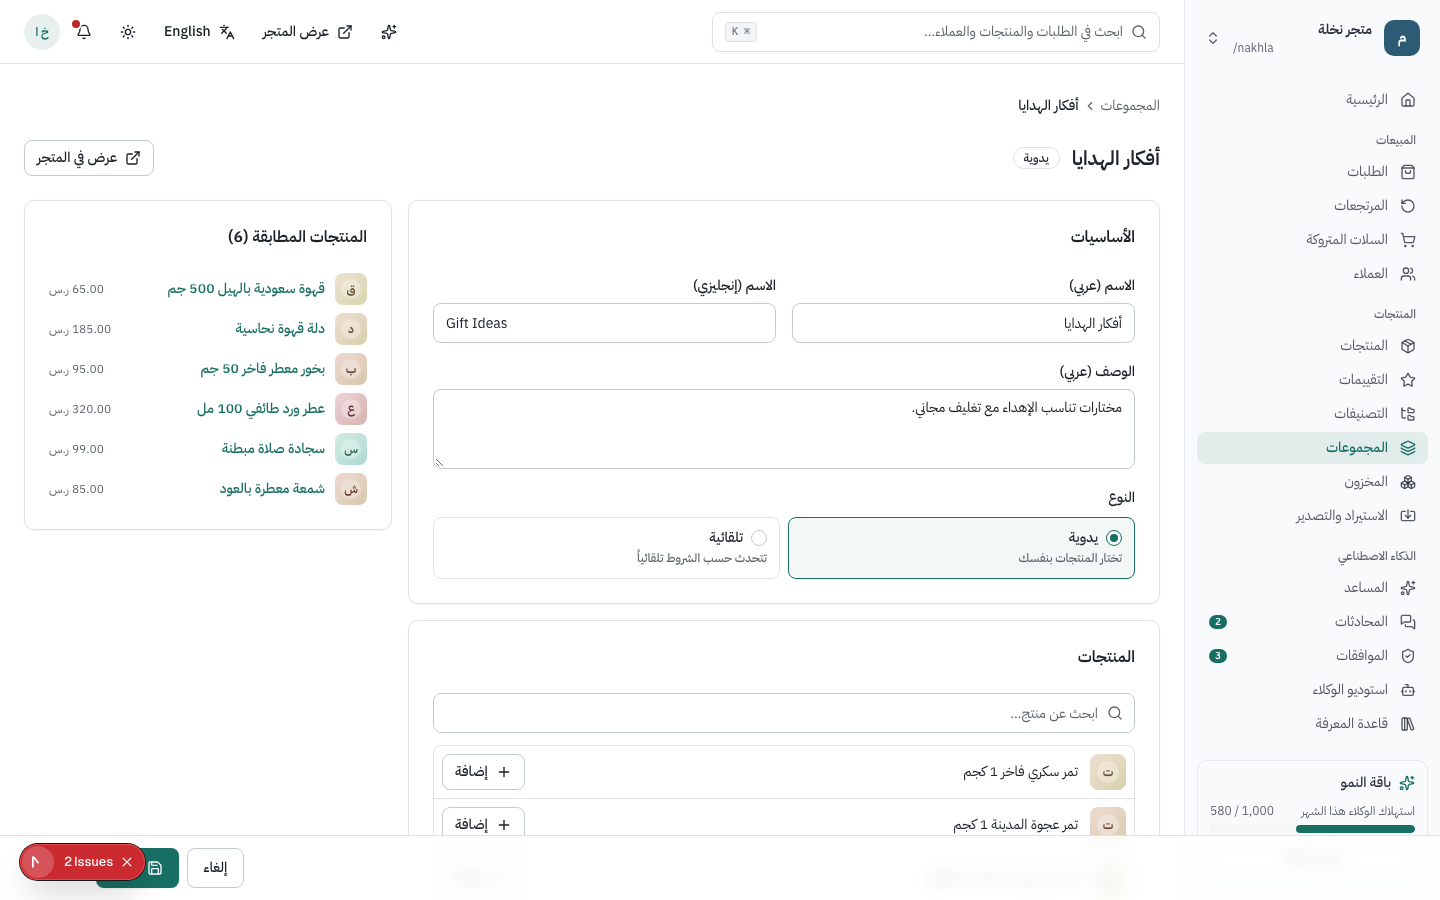 متجر نخلة
/nakhla
م
ابحث في الطلبات والمنتجات والعملاء...
⌘ K
عرض المتجر
English
خ ا
الرئيسية
المبيعات
الطلبات
المرتجعات
السلات المتروكة
العملاء
المنتجات
المنتجات
التقييمات
التصنيفات
المجموعات
المخزون
الاستيراد والتصدير
الذكاء الاصطناعي
المساعد
المحادثات
2
الموافقات
3
استوديو الوكلاء
قاعدة المعرفة
باقة النمو
استهلاك الوكلاء هذا الشهر
580 / 1,000
المجموعات
أفكار الهدايا
أفكار الهدايا
يدوية
عرض في المتجر
الأساسيات
الاسم (عربي)
أفكار الهدايا
الاسم (إنجليزي)
Gift Ideas
الوصف (عربي)
مختارات تناسب الإهداء مع تغليف مجاني.
النوع
يدوية
تختار المنتجات بنفسك
تلقائية
تتحدث حسب الشروط تلقائياً
المنتجات
ابحث عن منتج...
ت
تمر سكري فاخر 1 كجم
إضافة
ت
تمر عجوة المدينة 1 كجم
إضافة
المنتجات المطابقة (6)
ق
قهوة سعودية بالهيل 500 جم
65.00 ر.س
د
دلة قهوة نحاسية
185.00 ر.س
ب
بخور معطر فاخر 50 جم
95.00 ر.س
ع
عطر ورد طائفي 100 مل
320.00 ر.س
س
سجادة صلاة مبطنة
99.00 ر.س
ش
شمعة معطرة بالعود
85.00 ر.س
إلغاء
2 Issues